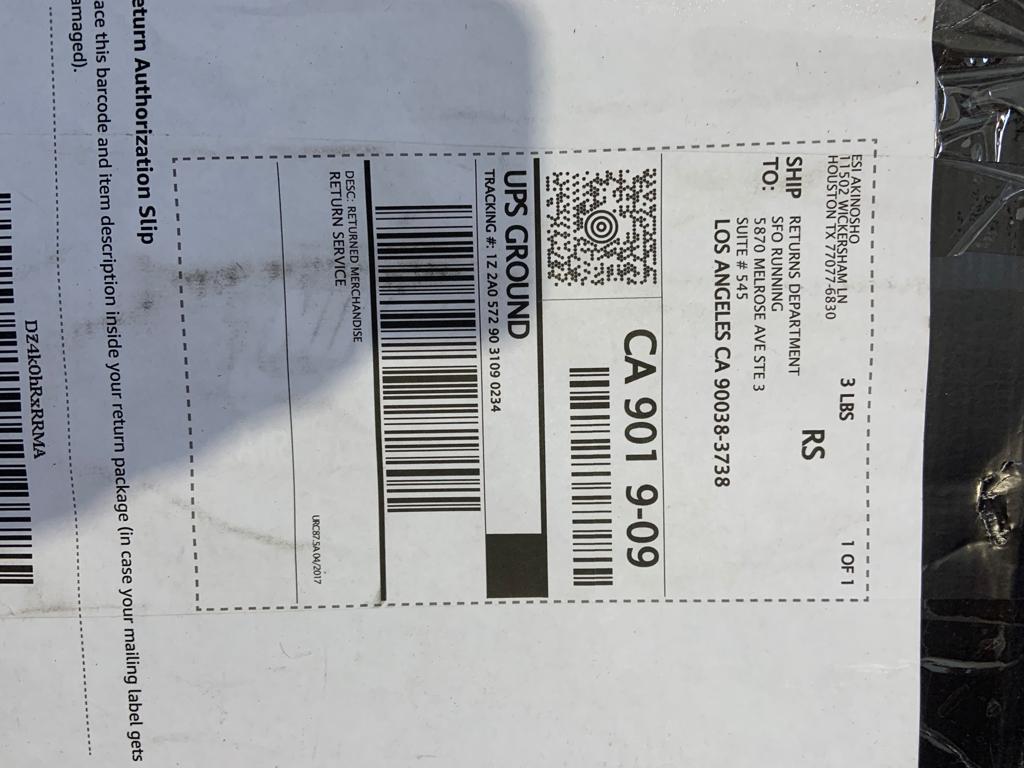 ESI AKINOSHO
11502 WICKERSHAM LN
HOUSTON TX 77077-6830
3 LBS
1 OF 1
RS
SHIP TO:
RETURNS DEPARTMENT
SFO RUNNING
5870 MELROSE AVE STE 3
SUITE # 545
LOS ANGELES CA 90038-3738
CA 901 9-09
UPS GROUND
TRACKING #: 1Z 2A0 572 90 3109 0234
DESC: RETURNED MERCHANDISE
RETURN SERVICE
URC87.5A 04/2017
eturn Authorization Slip
ace this barcode and item description inside your return package (in case your mailing label gets
amaged).
DZ4k0hRxRRMA